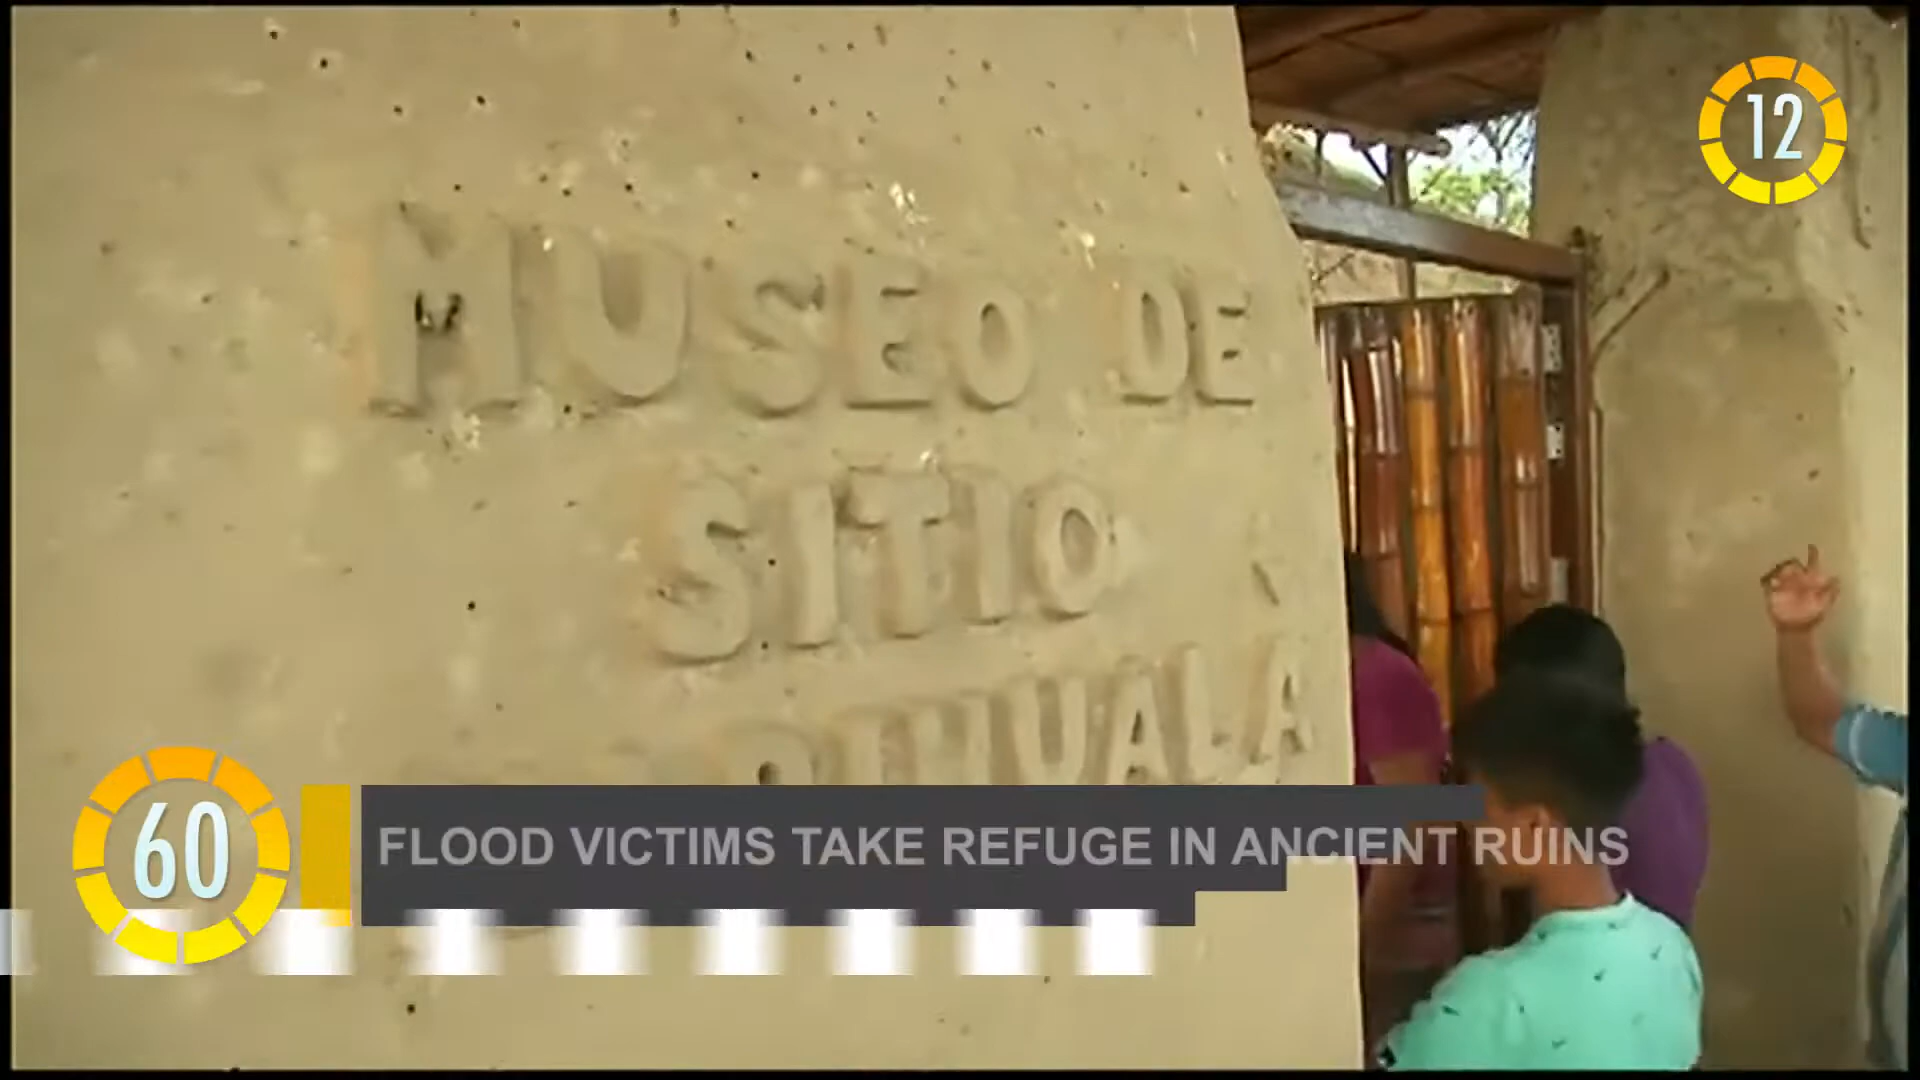 12
MUSEO DE
SITIO
60
FLOOD VICTIMS TAKE REFUGE IN ANCIENT RUINS